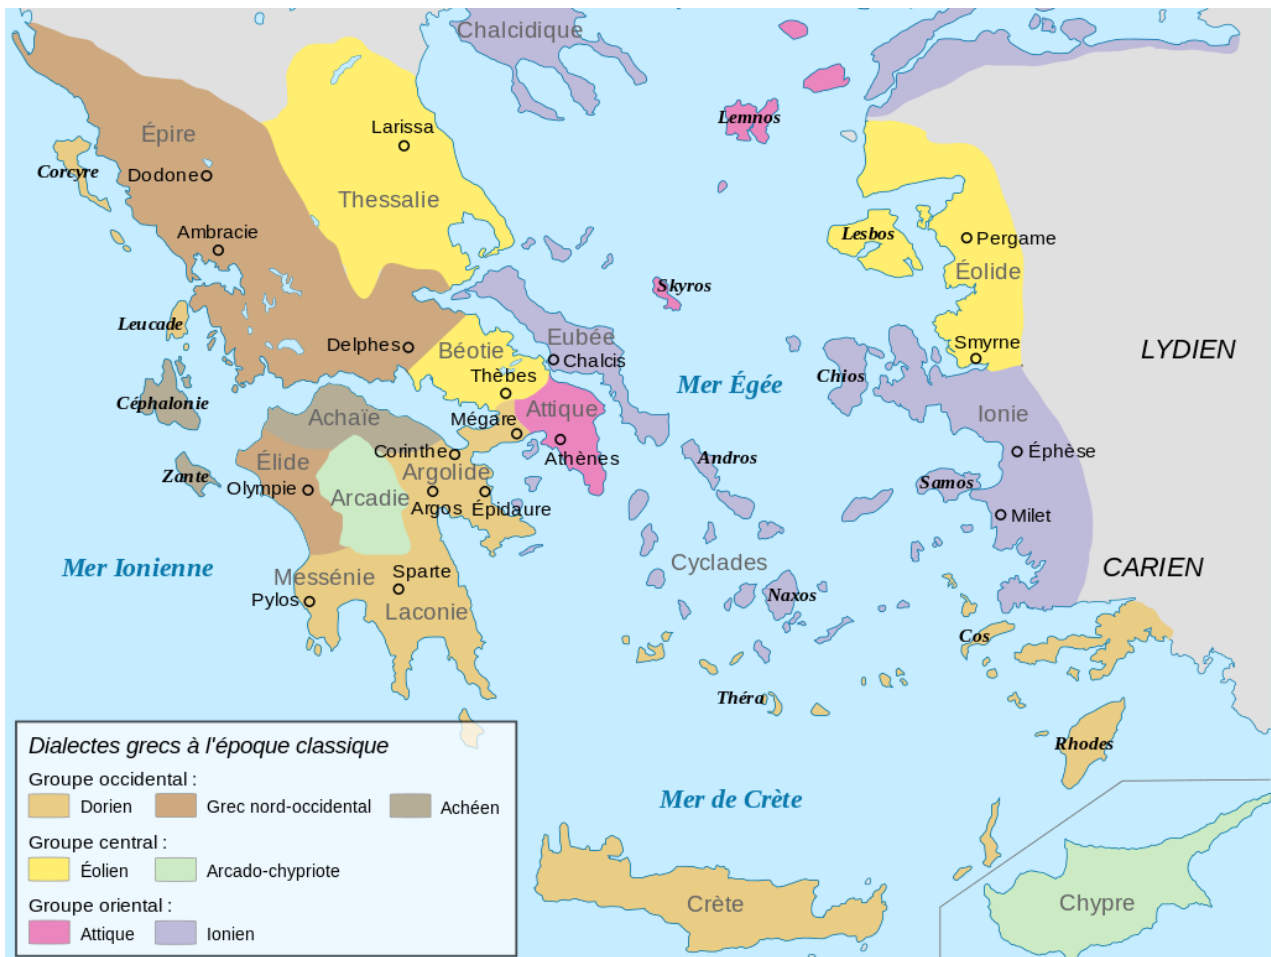 Chalcidique
Lemnos
Épire
Larissa
Corcyre
Dodone
Thessalie
Ambracie
Lesbos
Pergame
Éolide
Skyros
Leucade
Delphes
Béotie
Eubée
Chalcis
Smyrne
LYDIEN
Thèbes
Mer Égée
Chios
Céphalonie
Achaïe
Mégare
Attique
Ionie
Corinthe
Athènes
Andros
Éphèse
Élide
Argolide
Zante
Olympie
Arcadie
Argos
Épidaure
Samos
Milet
Mer Ionienne
Messénie
Sparte
Cyclades
CARIEN
Pylos
Laconie
Naxos
Cos
Théra
Rhodes
Mer de Crète
Crète
Chypre
Dialectes grecs à l'époque classique
Groupe occidental :
Dorien
Grec nord-occidental
Achéen
Groupe central :
Éolien
Arcado-chypriote
Groupe oriental :
Attique
Ionien